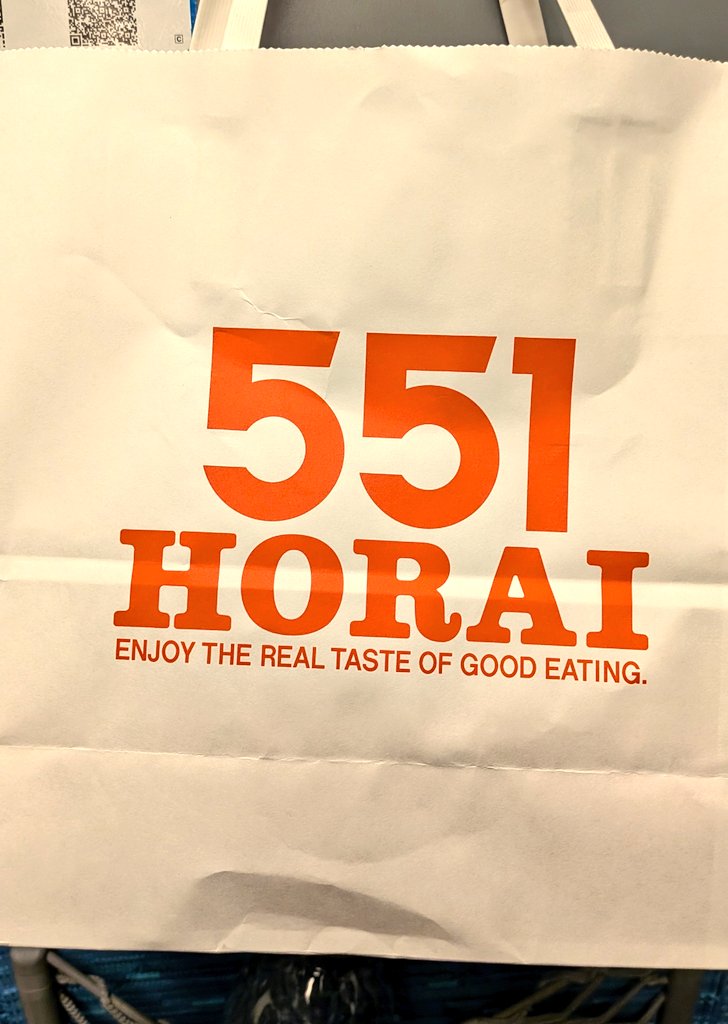 551
HORAI
ENJOY THE REAL TASTE OF GOOD EATING.